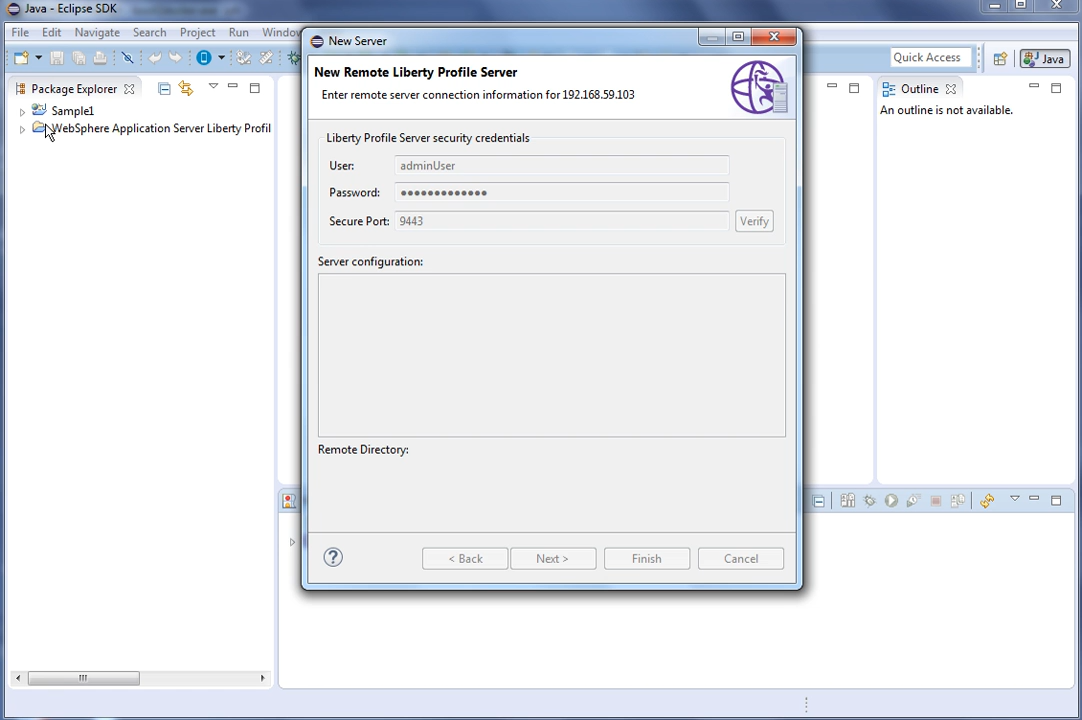 Java - Eclipse SDK
File Edit Navigate Search Project Run Window
Quick Access
Java
Package Explorer
Sample1
WebSphere Application Server Liberty Profil
Outline
An outline is not available.
New Server
New Remote Liberty Profile Server
Enter remote server connection information for 192.168.59.103
Liberty Profile Server security credentials
User: adminUser
Password: •••••••••••••
Secure Port: 9443 Verify
Server configuration:
Remote Directory:
? < Back Next > Finish Cancel